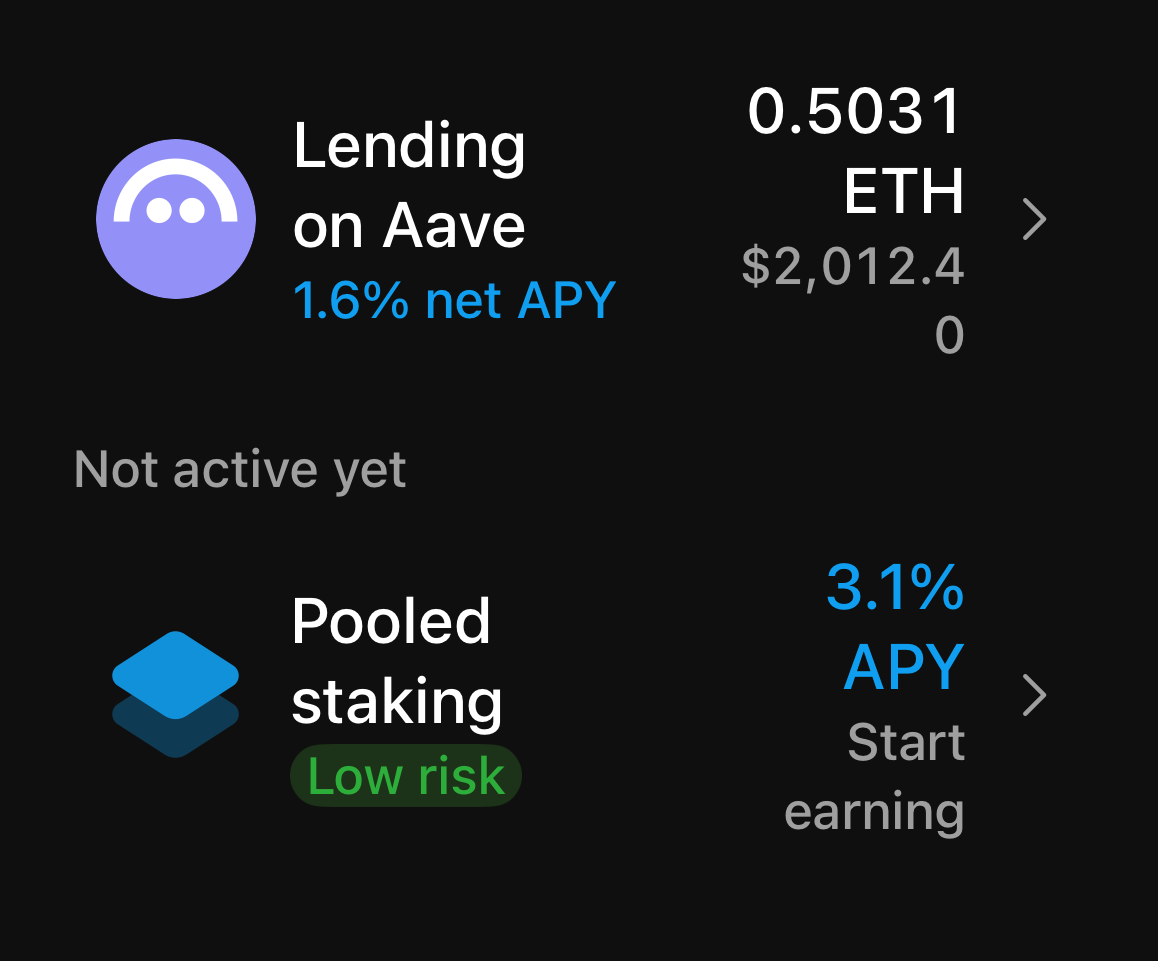 Lending
on Aave
1.6% net APY
0.5031
ETH
$2,012.4
0
Not active yet
Pooled
staking
Low risk
3.1%
APY
Start
earning